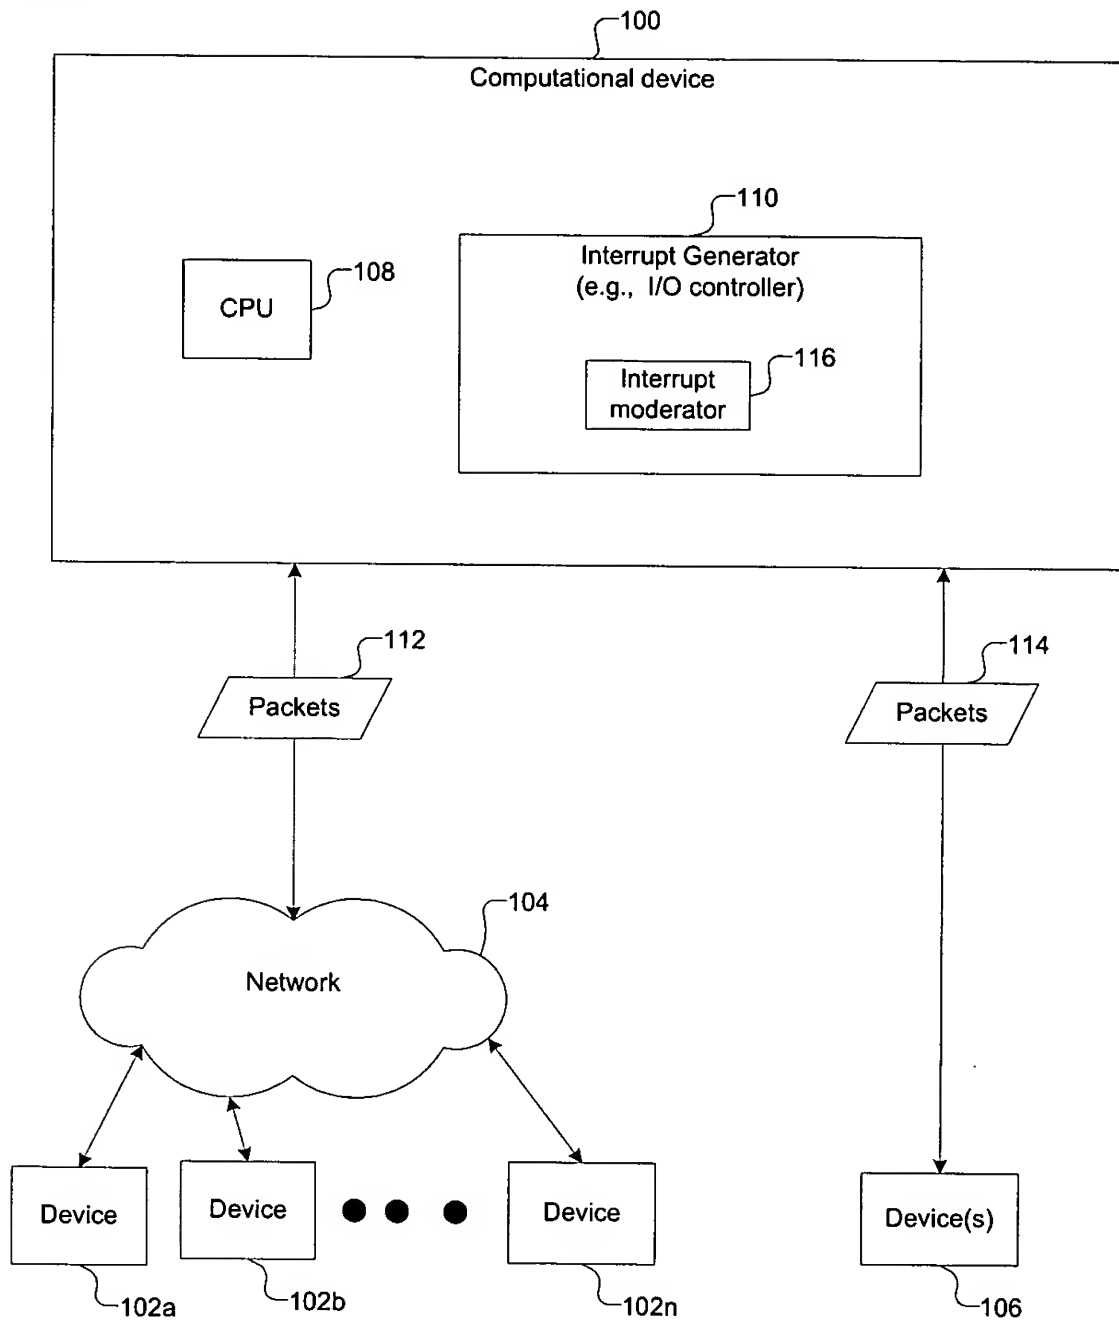 100
Computational device
110
Interrupt Generator
(e.g., I/O controller)
108
CPU
116
Interrupt
moderator
112
Packets
114
Packets
104
Network
Device
Device
Device
Device(s)
102a
102b
102n
106